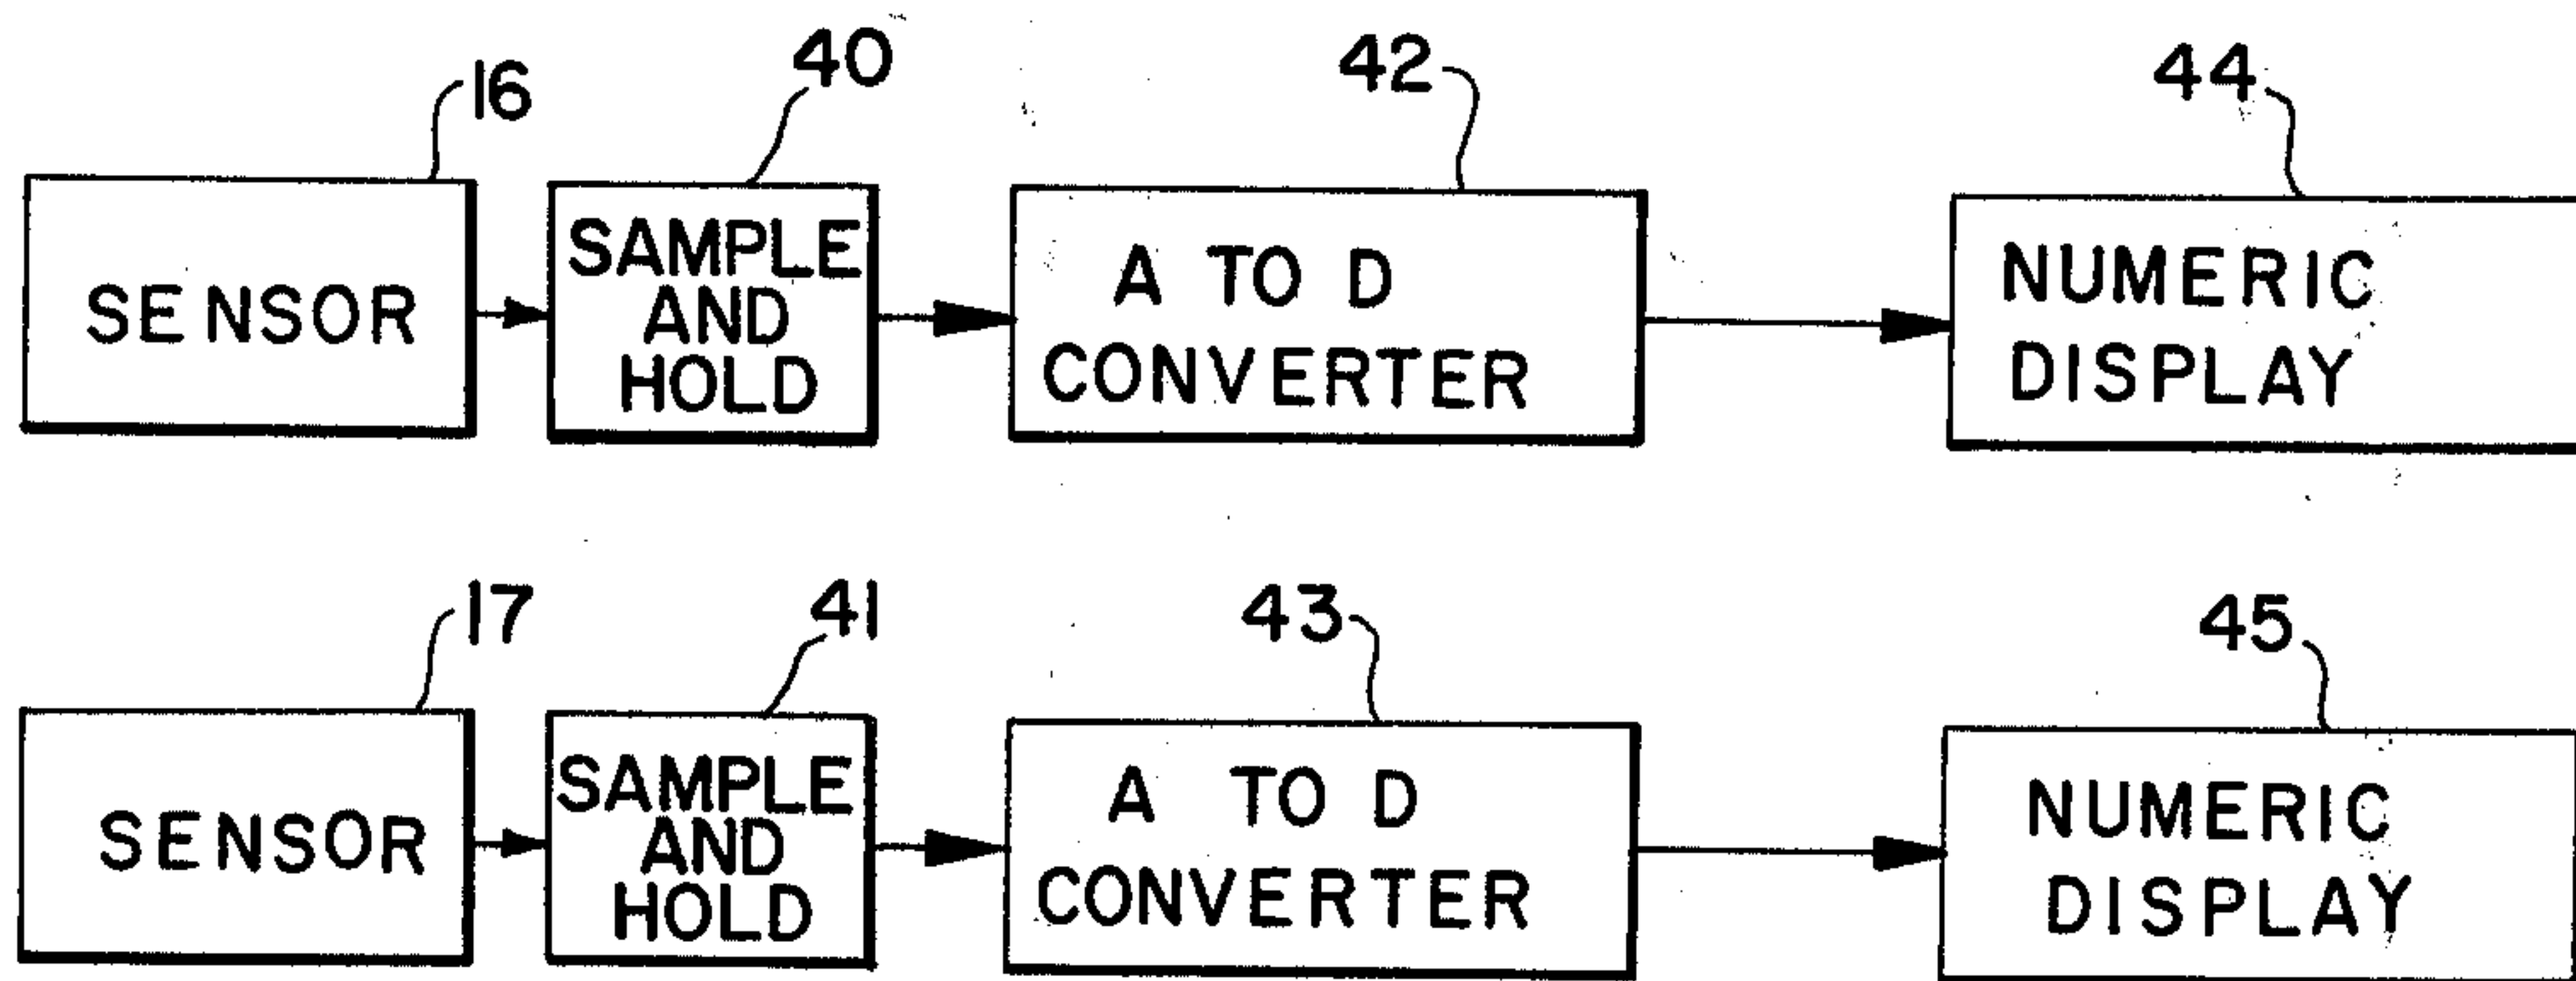 16
40
42
44
SENSOR
SAMPLE
AND
HOLD
A TO D
CONVERTER
NUMERIC
DISPLAY
17
41
43
45
SENSOR
SAMPLE
AND
HOLD
A TO D
CONVERTER
NUMERIC
DISPLAY